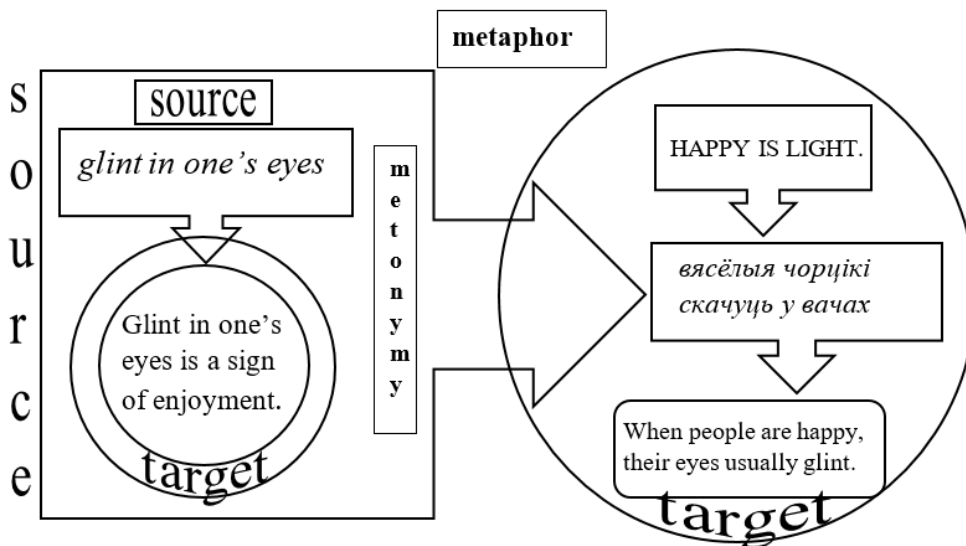 metaphor
source
source
glint in one’s eyes
metonymy
Glint in one’s
eyes is a sign
of enjoyment.
target
HAPPY IS LIGHT.
вясёлыя чорцікі
скачуць у вачах
When people are happy,
their eyes usually glint.
target